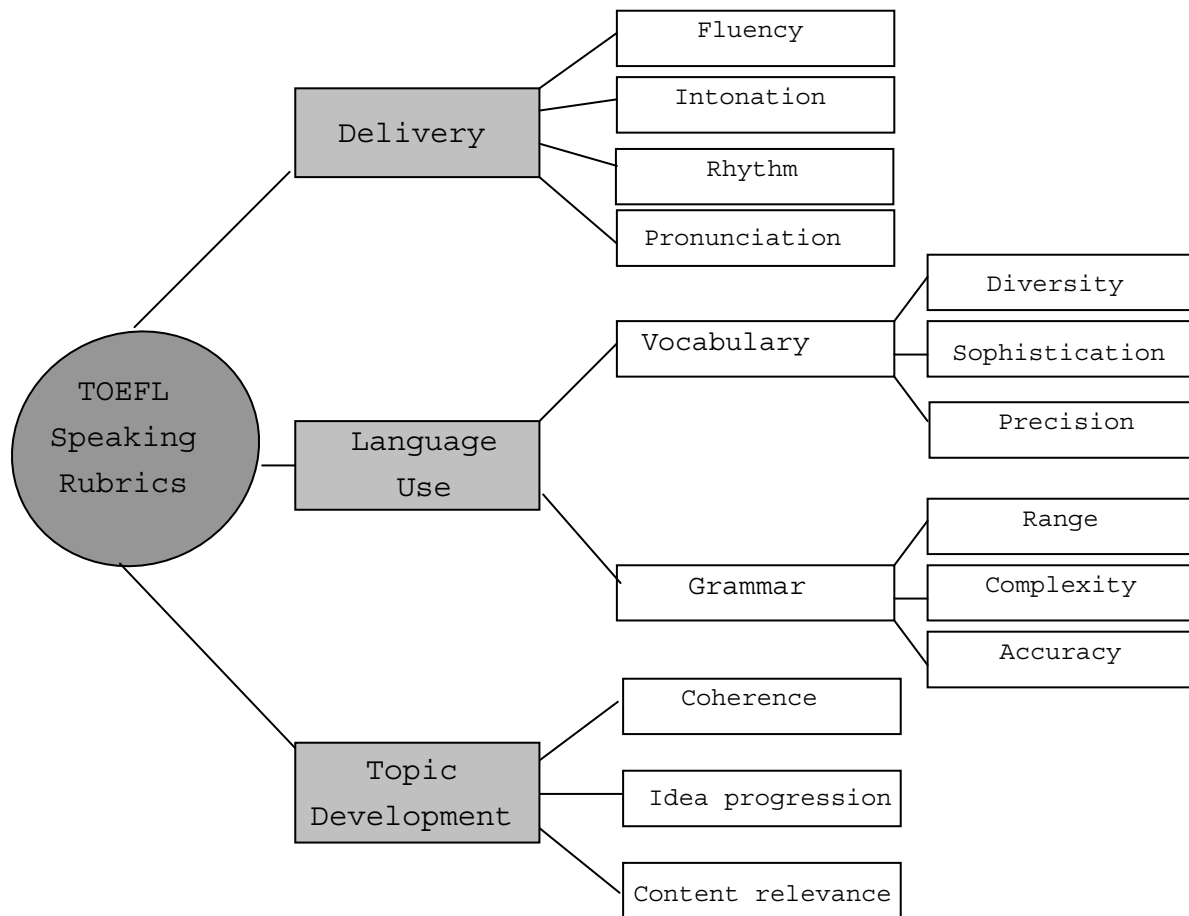 TOEFL
Speaking
Rubrics
Delivery
Fluency
Intonation
Rhythm
Pronunciation
Language
Use
Vocabulary
Diversity
Sophistication
Precision
Grammar
Range
Complexity
Accuracy
Topic
Development
Coherence
Idea progression
Content relevance